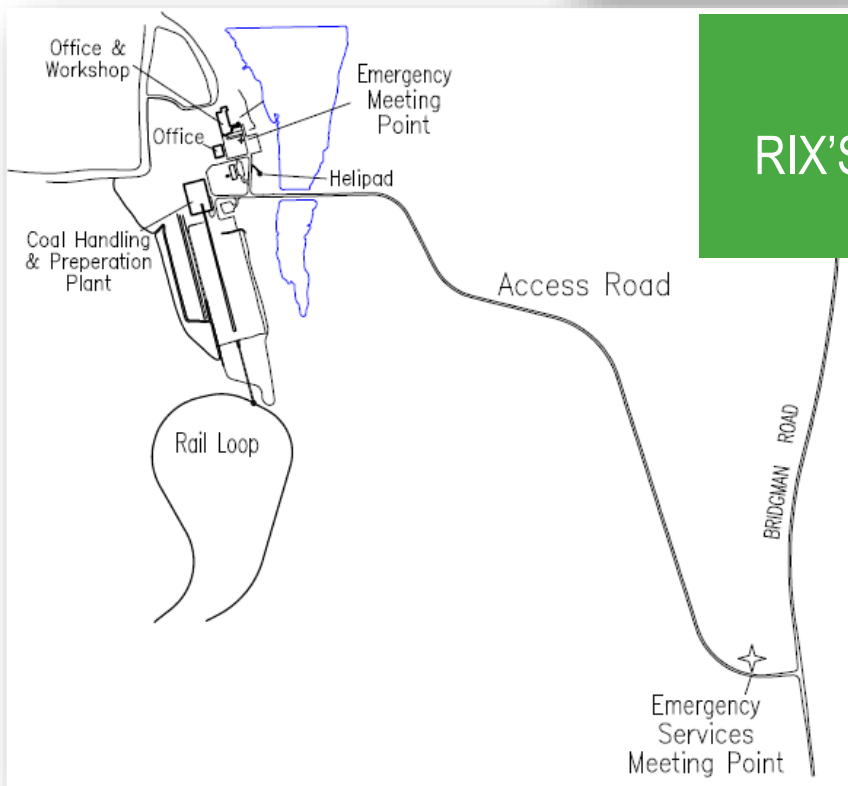 Office &
Workshop
Emergency
Meeting
Point
Office
Helipad
Coal Handling
& Preperation
Plant
Access Road
Rail Loop
BRIDGMAN ROAD
Emergency
Services
Meeting Point
RIX'S